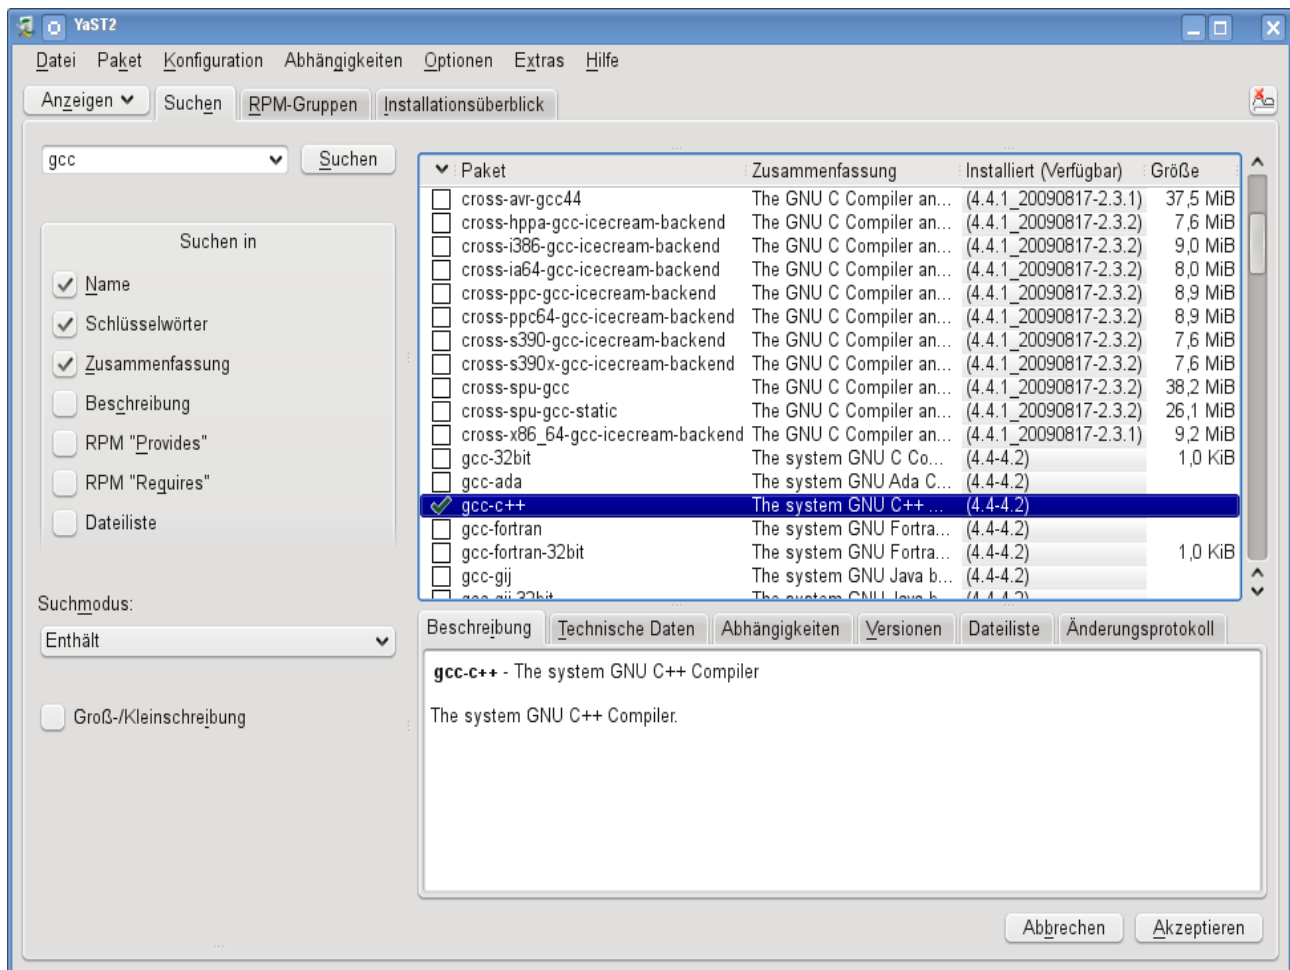 YaST2
Datei Paket Konfiguration Abhängigkeiten Optionen Extras Hilfe
Anzeigen Suchen RPM-Gruppen Installationsüberblick
gcc Suchen
Suchen in
Name
Schlüsselwörter
Zusammenfassung
Beschreibung
RPM "Provides"
RPM "Requires"
Dateiliste
Suchmodus:
Enthält
Groß-/Kleinschreibung
Paket Zusammenfassung Installiert (Verfügbar) Größe
cross-avr-gcc44 The GNU C Compiler an... (4.4.1_20090817-2.3.1) 37,5 MiB
cross-hppa-gcc-icecream-backend The GNU C Compiler an... (4.4.1_20090817-2.3.2) 7,6 MiB
cross-i386-gcc-icecream-backend The GNU C Compiler an... (4.4.1_20090817-2.3.2) 9,0 MiB
cross-ia64-gcc-icecream-backend The GNU C Compiler an... (4.4.1_20090817-2.3.2) 8,0 MiB
cross-ppc-gcc-icecream-backend The GNU C Compiler an... (4.4.1_20090817-2.3.2) 8,9 MiB
cross-ppc64-gcc-icecream-backend The GNU C Compiler an... (4.4.1_20090817-2.3.2) 8,9 MiB
cross-s390-gcc-icecream-backend The GNU C Compiler an... (4.4.1_20090817-2.3.2) 7,6 MiB
cross-s390x-gcc-icecream-backend The GNU C Compiler an... (4.4.1_20090817-2.3.2) 7,6 MiB
cross-spu-gcc The GNU C Compiler an... (4.4.1_20090817-2.3.2) 38,2 MiB
cross-spu-gcc-static The GNU C Compiler an... (4.4.1_20090817-2.3.2) 26,1 MiB
cross-x86_64-gcc-icecream-backend The GNU C Compiler an... (4.4.1_20090817-2.3.1) 9,2 MiB
gcc-32bit The system GNU C Co... (4.4-4.2) 1,0 KiB
gcc-ada The system GNU Ada C... (4.4-4.2)
gcc-c++ The system GNU C++ ... (4.4-4.2)
gcc-fortran The system GNU Fortra... (4.4-4.2)
gcc-fortran-32bit The system GNU Fortra... (4.4-4.2) 1,0 KiB
gcc-gij The system GNU Java b... (4.4-4.2)
gcc-gij-32bit The system GNU Java b... (4.4-4.2)
Beschreibung Technische Daten Abhängigkeiten Versionen Dateiliste Änderungsprotokoll
gcc-c++ - The system GNU C++ Compiler
The system GNU C++ Compiler.
Abbrechen Akzeptieren